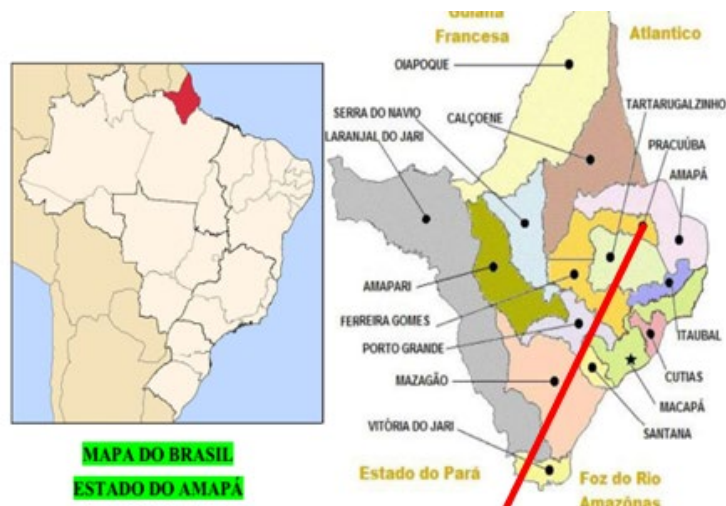 MAPA DO BRASIL
ESTADO DO AMAPÁ
Guiana
Francesa
Atlantico
OIAPOQUE
TARTARUGALZINHO
SERRA DO NAVIO
CALÇOENE
LARANJAL DO JARI
PRACUÚBA
AMAPÁ
AMAPARI
FERREIRA GOMES
ITAUBAL
PORTO GRANDE
CUTIAS
MAZAGÃO
MACAPÁ
SANTANA
VITÓRIA DO JARI
Estado do Pará
Foz do Rio
Amazônas